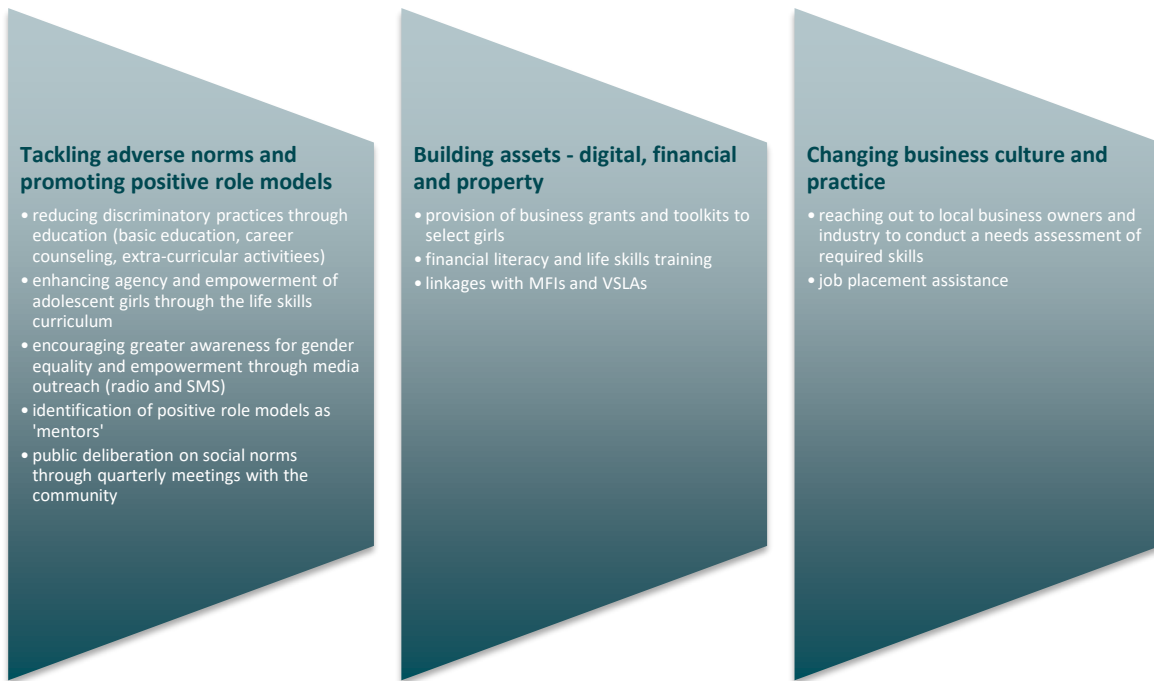 Tackling adverse norms and
promoting positive role models
• reducing discriminatory practices through
education (basic education, career
counseling, extra-curricular activitiees)
• enhancing agency and empowerment of
adolescent girls through the life skills
curriculum
• encouraging greater awareness for gender
equality and empowerment through media
outreach (radio and SMS)
• identification of positive role models as
'mentors'
• public deliberation on social norms
through quarterly meetings with the
community
Building assets - digital, financial
and property
• provision of business grants and toolkits to
select girls
• financial literacy and life skills training
• linkages with MFIs and VSLAs
Changing business culture and
practice
• reaching out to local business owners and
industry to conduct a needs assessment of
required skills
• job placement assistance